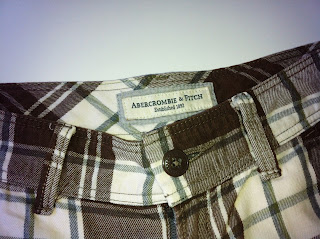 ABERCROMBIE & FITCH
Established 1892